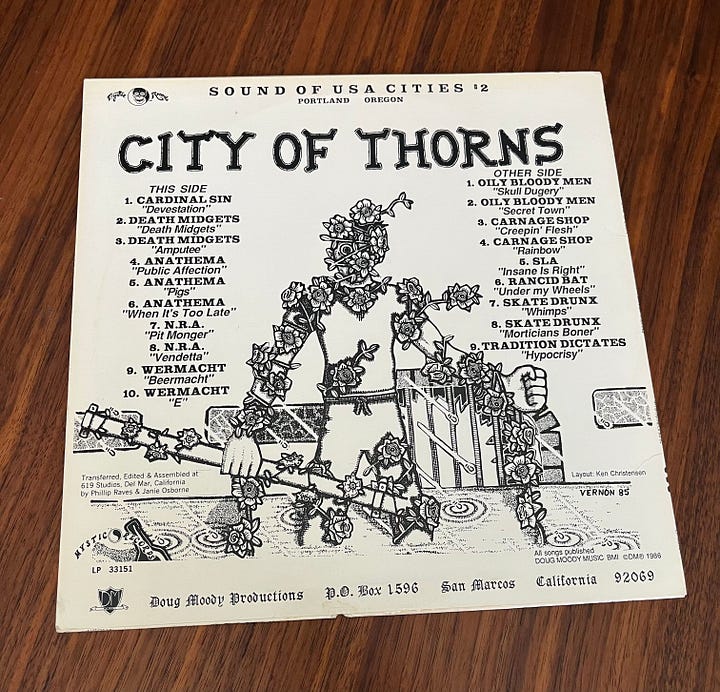 SOUND OF USA CITIES #2
PORTLAND OREGON
CITY OF THORNS
THIS SIDE
1. CARDINAL SIN
"Devestation"
2. DEATH MIDGETS
"Death Midgets"
3. DEATH MIDGETS
"Amputee"
4. ANATHEMA
"Public Affection"
5. ANATHEMA
"Pigs"
6. ANATHEMA
"When It's Too Late"
7. N.R.A.
"Pit Monger"
8. N.R.A.
"Vendetta"
9. WERMACHT
"Beermacht"
10. WERMACHT
"E"
OTHER SIDE
1. OILY BLOODY MEN
"Skull Dugery"
2. OILY BLOODY MEN
"Secret Town"
3. CARNAGE SHOP
"Creepin' Flesh"
4. CARNAGE SHOP
"Rainbow"
5. SLA
"Insane Is Right"
6. RANCID BAT
"Under my Wheels"
7. SKATE DRUNX
"Whimps"
8. SKATE DRUNX
"Morticians Boner"
9. TRADITION DICTATES
"Hypocrisy"
Transferred, Edited & Assembled at
619 Studios, Del Mar, California
by Phillip Raves & Janie Osborne
Layout: Ken Christensen
VERNON 85
MYSTIC
LP 33151
All songs published
DOUG MOODY MUSIC BMI ©DM® 1986
Doug Moody Productions P.O. Box 1596 San Marcos California 92069